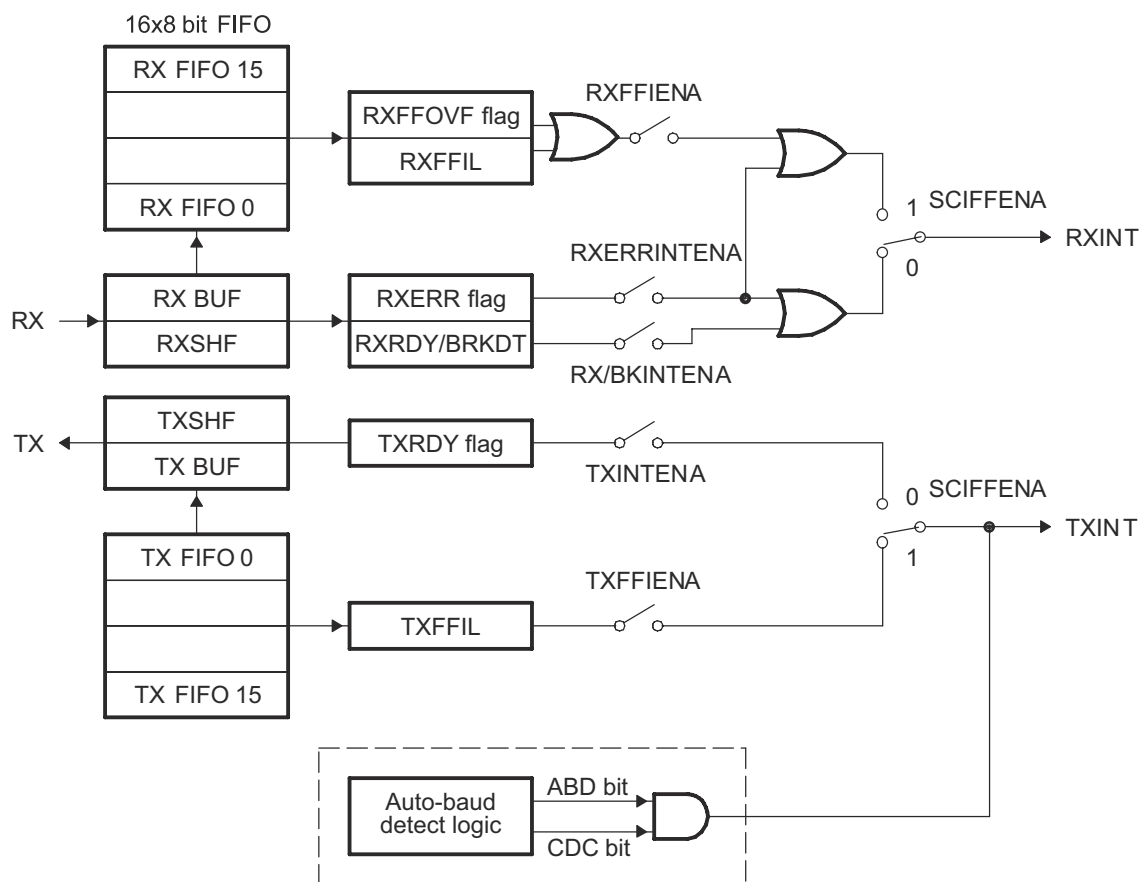 16x8 bit FIFO
RX FIFO 15
RX FIFO 0
RXFFOVF flag
RXFFIL
RXFFIENA
1
SCIFFENA
0
RXINT
RX
RX BUF
RXSHF
RXERR flag
RXRDY/BRKDT
RXERRINTENA
RX/BKINTENA
TX
TXSHF
TX BUF
TXRDY flag
TXINTENA
0
SCIFFENA
1
TXINT
TX FIFO 0
TX FIFO 15
TXFFIL
TXFFIENA
Auto-baud
detect logic
ABD bit
CDC bit